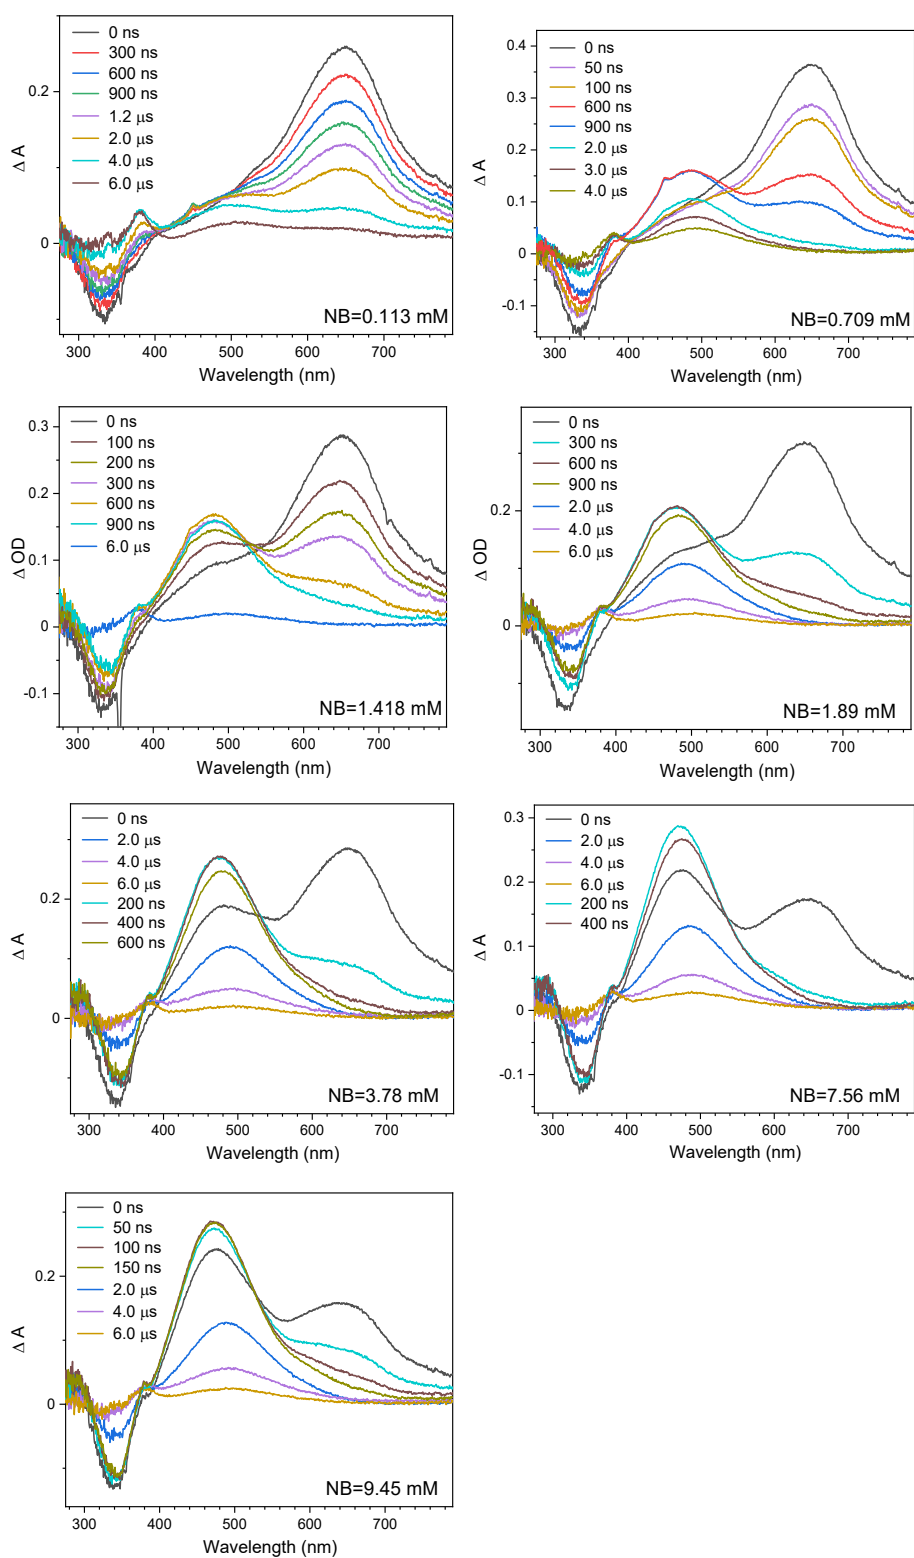 0 ns
300 ns
600 ns
900 ns
1.2 μs
2.0 μs
4.0 μs
6.0 μs
0.2
0
Δ A
300 400 500 600 700
Wavelength (nm)
NB=0.113 mM
0 ns
50 ns
100 ns
600 ns
900 ns
2.0 μs
3.0 μs
4.0 μs
0.4
0.3
0.2
0.1
0
-0.1
Δ A
300 400 500 600 700
Wavelength (nm)
NB=0.709 mM
0 ns
100 ns
200 ns
300 ns
600 ns
900 ns
6.0 μs
0.3
0.2
0.1
0
-0.1
Δ OD
300 400 500 600 700
Wavelength (nm)
NB=1.418 mM
0 ns
300 ns
600 ns
900 ns
2.0 μs
4.0 μs
6.0 μs
0.2
0
Δ OD
300 400 500 600 700
Wavelength (nm)
NB=1.89 mM
0 ns
2.0 μs
4.0 μs
6.0 μs
200 ns
400 ns
600 ns
0.2
0
Δ A
300 400 500 600 700
Wavelength (nm)
NB=3.78 mM
0 ns
2.0 μs
4.0 μs
6.0 μs
200 ns
400 ns
0.3
0.2
0.1
0
-0.1
Δ A
300 400 500 600 700
Wavelength (nm)
NB=7.56 mM
0 ns
50 ns
100 ns
150 ns
2.0 μs
4.0 μs
6.0 μs
0.2
0
Δ A
300 400 500 600 700
Wavelength (nm)
NB=9.45 mM